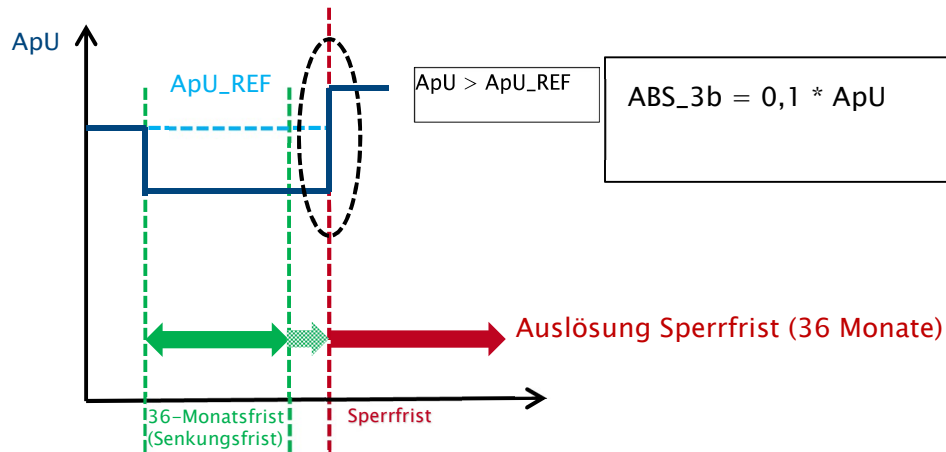 ApU
ApU_REF
ApU > ApU_REF
ABS_3b = 0,1 * ApU
Auslösung Sperrfrist (36 Monate)
36-Monatsfrist
(Senkungsfrist)
Sperrfrist